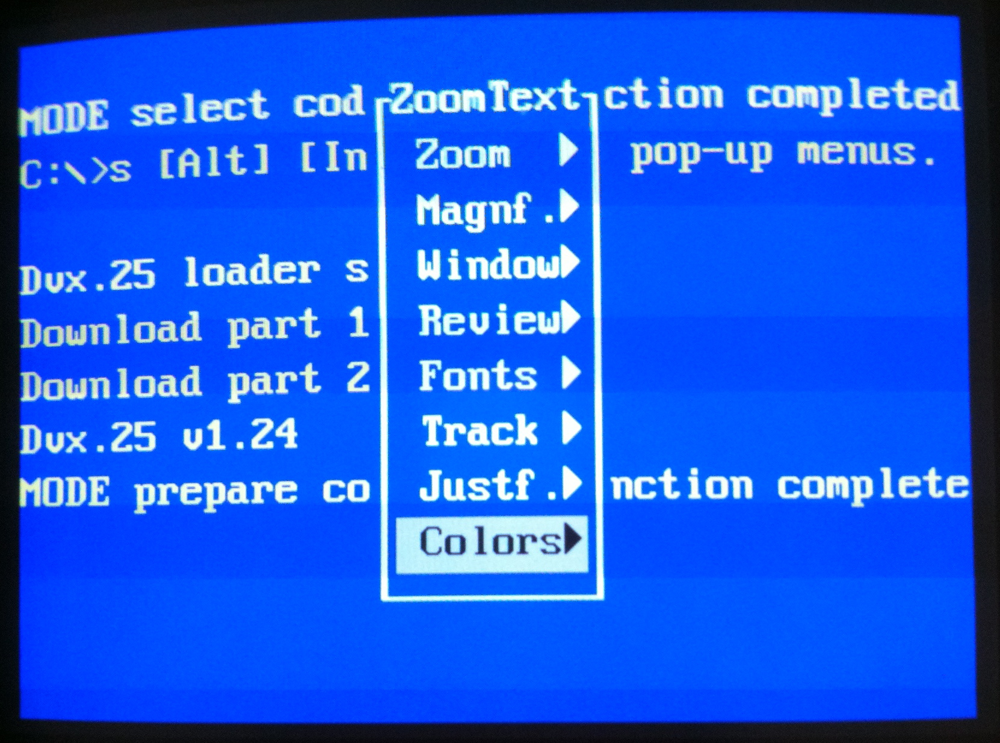 MODE select cod ZoomText ction completed
C:\>s [Alt] [In Zoom pop-up menus.
Magnf.
Window
Dvx.25 loader s
Review
Download part 1
Fonts
Download part 2
Track
Dvx.25 v1.24
Justf.
MODE prepare co nction complete
Colors